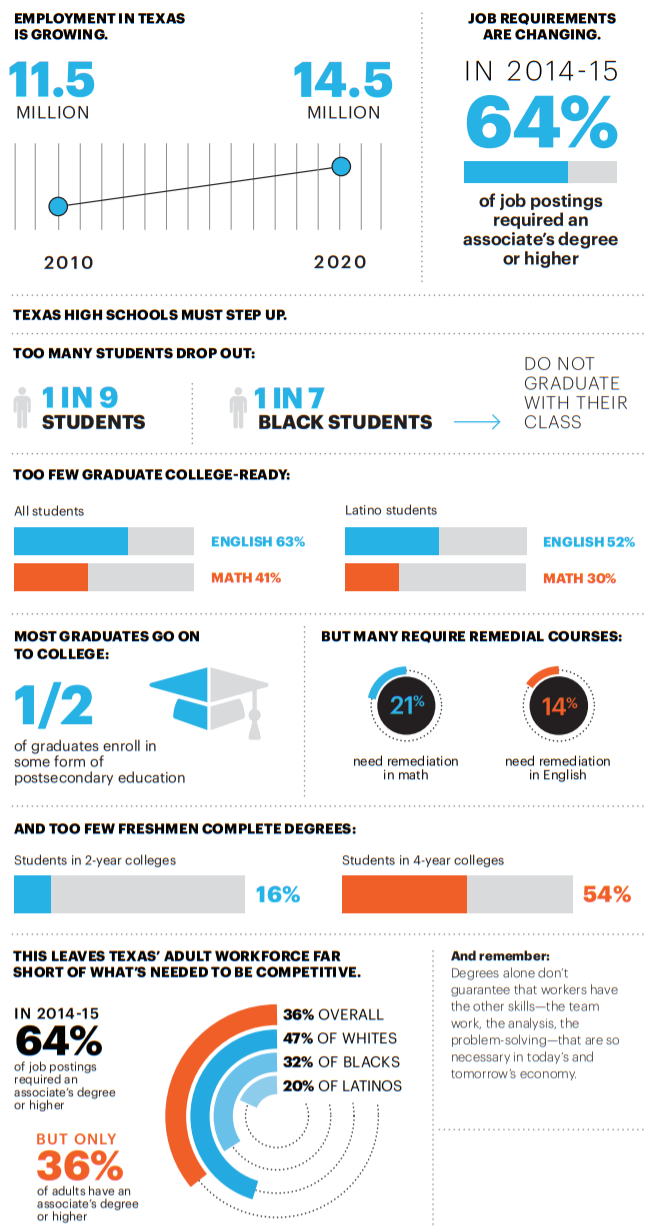 EMPLOYMENT IN TEXAS
IS GROWING.
11.5
MILLION
14.5
MILLION
2010
2020
JOB REQUIREMENTS
ARE CHANGING.
IN 2014-15
64%
of job postings
required an
associate's degree
or higher
TEXAS HIGH SCHOOLS MUST STEP UP.
TOO MANY STUDENTS DROP OUT:
1 IN 9
STUDENTS
1 IN 7
BLACK STUDENTS
DO NOT
GRADUATE
WITH THEIR
CLASS
TOO FEW GRADUATE COLLEGE-READY:
All students
ENGLISH 63%
MATH 41%
Latino students
ENGLISH 52%
MATH 30%
MOST GRADUATES GO ON
TO COLLEGE:
1/2
of graduates enroll in
some form of
postsecondary education
BUT MANY REQUIRE REMEDIAL COURSES:
21%
need remediation
in math
14%
need remediation
in English
AND TOO FEW FRESHMEN COMPLETE DEGREES:
Students in 2-year colleges
16%
Students in 4-year colleges
54%
THIS LEAVES TEXAS' ADULT WORKFORCE FAR
SHORT OF WHAT'S NEEDED TO BE COMPETITIVE.
IN 2014-15
64%
of job postings
required an
associate's degree
or higher
BUT ONLY
36%
of adults have an
associate's degree
or higher
36% OVERALL
47% OF WHITES
32% OF BLACKS
20% OF LATINOS
And remember:
Degrees alone don't
guarantee that workers have
the other skills—the team
work, the analysis, the
problem-solving—that are so
necessary in today's and
tomorrow's economy.